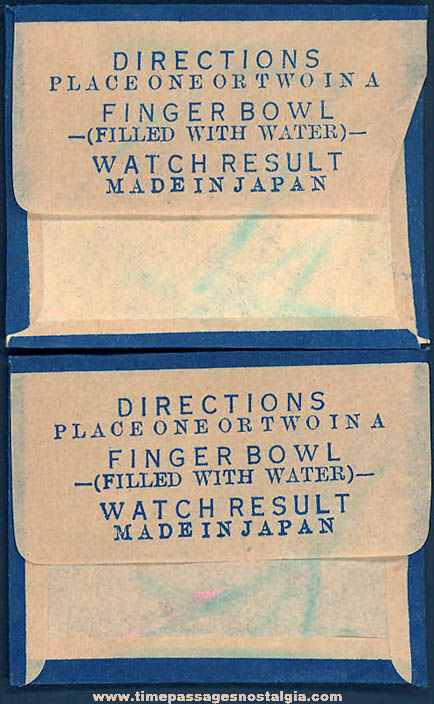 DIRECTIONS
PLACE ONE OR TWO IN A
FINGER BOWL
—(FILLED WITH WATER)—
WATCH RESULT
MADE IN JAPAN
DIRECTIONS
PLACE ONE OR TWO IN A
FINGER BOWL
—(FILLED WITH WATER)—
WATCH RESULT
MADE IN JAPAN
www.timepassagesnostalgia.com